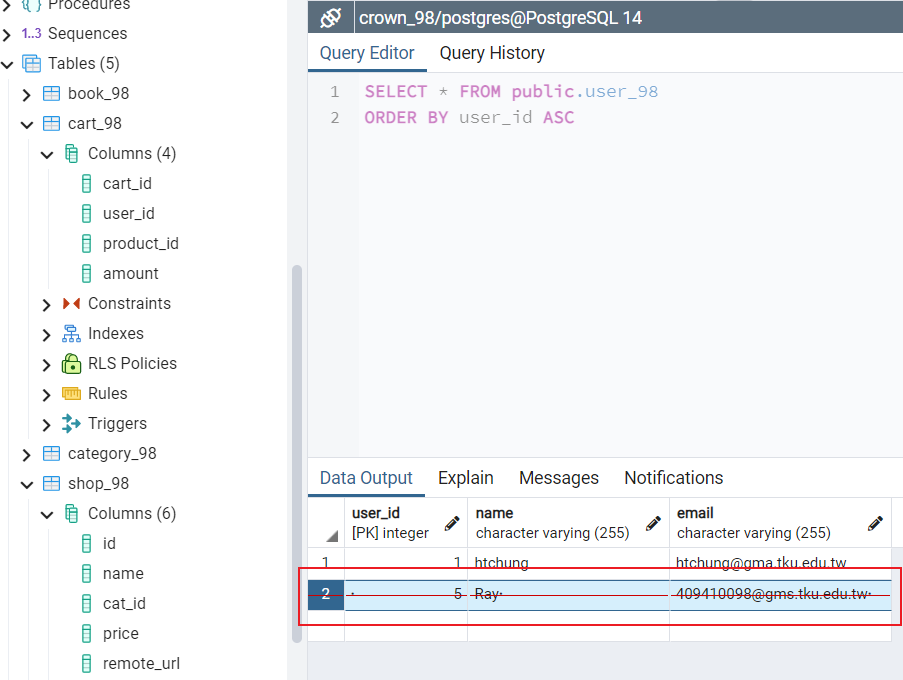 Procedures
1..3 Sequences
Tables (5)
book_98
cart_98
Columns (4)
cart_id
user_id
product_id
amount
Constraints
Indexes
RLS Policies
Rules
Triggers
category_98
shop_98
Columns (6)
id
name
cat_id
price
remote_url
crown_98/postgres@PostgreSQL 14
Query Editor Query History
1 SELECT * FROM public.user_98
2 ORDER BY user_id ASC
Data Output Explain Messages Notifications
user_id name email
[PK] integer character varying (255) character varying (255)
1 1 htchung htchung@gma.tku.edu.tw
2 5 Ray 409410098@gms.tku.edu.tw